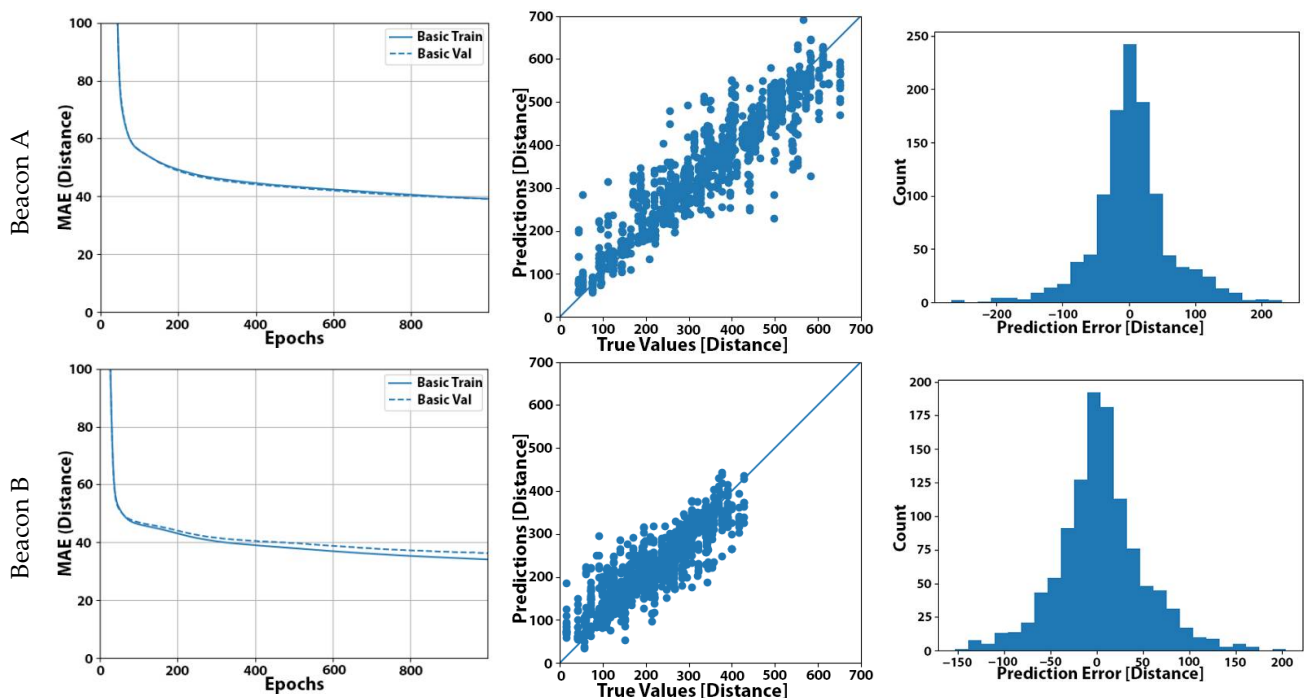 Beacon A
MAE (Distance)
100
80
60
40
20
0
Basic Train
Basic Val
0 200 400 600 800
Epochs
Predictions [Distance]
700
600
500
400
300
200
100
0
0 100 200 300 400 500 600 700
True Values [Distance]
Count
250
200
150
100
50
0
−200 −100 0 100 200
Prediction Error [Distance]
Beacon B
MAE (Distance)
100
80
60
40
20
0
Basic Train
Basic Val
0 200 400 600 800
Epochs
Predictions [Distance]
700
600
500
400
300
200
100
0
0 100 200 300 400 500 600 700
True Values [Distance]
Count
200
175
150
125
100
75
50
25
0
−150 −100 −50 0 50 100 150 200
Prediction Error [Distance]